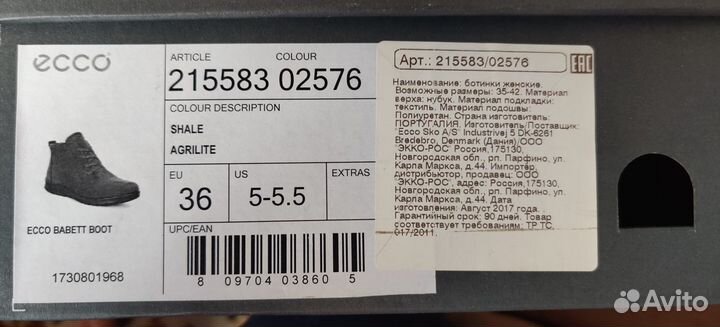 ecco
ARTICLE COLOUR
215583 02576
COLOUR DESCRIPTION
SHALE
AGRILITE
EU US EXTRAS
36 5-5.5
UPC/EAN
8 09704 03860 5
ECCO BABETT BOOT
1730801968
Арт.: 215583/02576
EAC
Наименование: ботинки женские.
Возможные размеры: 35-42. Материал
верха: нубук. Материал подкладки:
текстиль. Материал подошвы:
Полиуретан. Страна изготовитель:
ПОРТУГАЛИЯ. Изготовитель/Поставщик:
"Ecco Sko A/S" Industrivej 5 DK-6261
Bredebro, Denmark (Дания)/ООО
"ЭККО-РОС" Россия,175130,
Новгородская обл., рп. Парфино, ул.
Карла Маркса, д.44. Импортер,
дистрибьютор, продавец: ООО
"ЭККО-РОС", адрес: Россия,175130,
Новгородская обл., рп. Парфино, ул.
Карла Маркса, д.44. Дата
изготовления: Август 2017 года.
Гарантийный срок: 90 дней. Товар
соответствует требованиям: ТР ТС
017/2011.
Avito